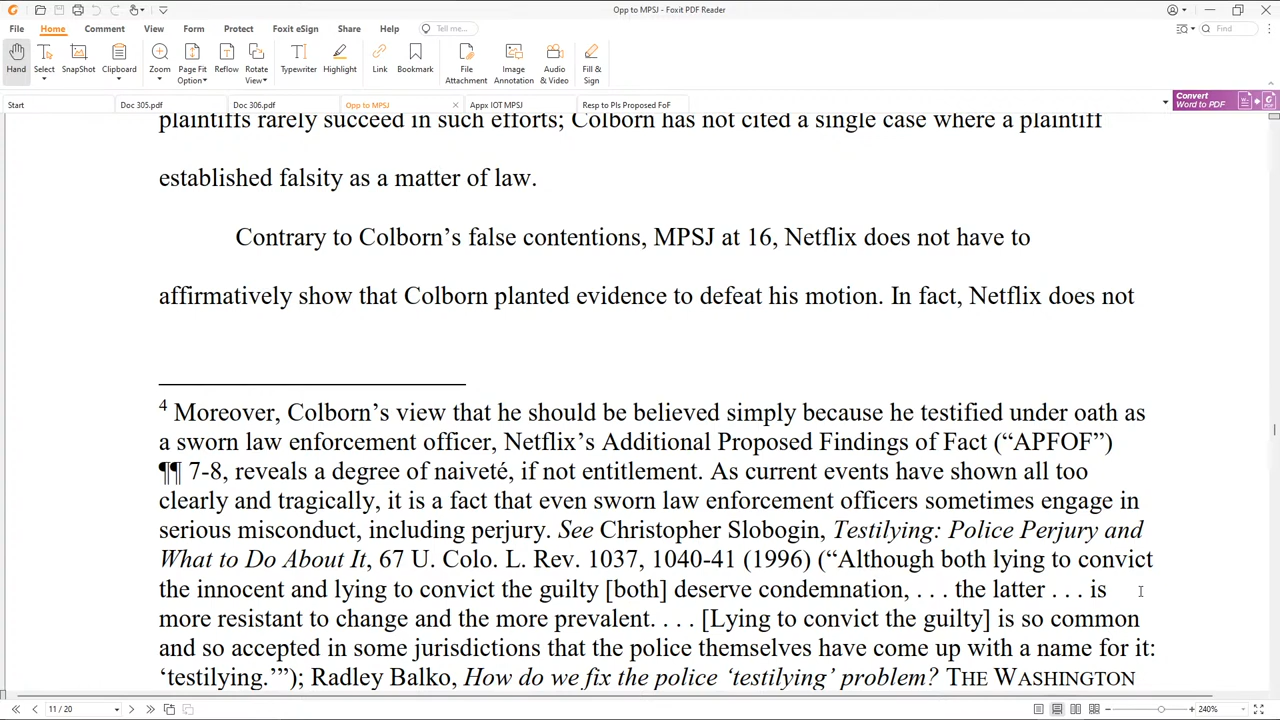 Opp to MPSJ - Foxit PDF Reader
File Home Comment View Form Protect Foxit eSign Share Help Tell me... Find
Hand Select SnapShot Clipboard Zoom Page Fit Option Reflow Rotate View Typewriter Highlight Link Bookmark File Attachment Image Annotation Audio & Video Fill & Sign
Start Doc 305.pdf Doc 306.pdf Opp to MPSJ Appx IOT MPSJ Resp to Pls Proposed FoF Convert Word to PDF
plaintiffs rarely succeed in such efforts; Colborn has not cited a single case where a plaintiff
established falsity as a matter of law.
Contrary to Colborn’s false contentions, MPSJ at 16, Netflix does not have to
affirmatively show that Colborn planted evidence to defeat his motion. In fact, Netflix does not
4 Moreover, Colborn’s view that he should be believed simply because he testified under oath as
a sworn law enforcement officer, Netflix’s Additional Proposed Findings of Fact (“APFOF”)
¶¶ 7-8, reveals a degree of naiveté, if not entitlement. As current events have shown all too
clearly and tragically, it is a fact that even sworn law enforcement officers sometimes engage in
serious misconduct, including perjury. See Christopher Slobogin, Testilying: Police Perjury and
What to Do About It, 67 U. Colo. L. Rev. 1037, 1040-41 (1996) (“Although both lying to convict
the innocent and lying to convict the guilty [both] deserve condemnation, . . . the latter . . . is
more resistant to change and the more prevalent. . . . [Lying to convict the guilty] is so common
and so accepted in some jurisdictions that the police themselves have come up with a name for it:
‘testilying.’”); Radley Balko, How do we fix the police ‘testilying’ problem? THE WASHINGTON
11 / 20 240%